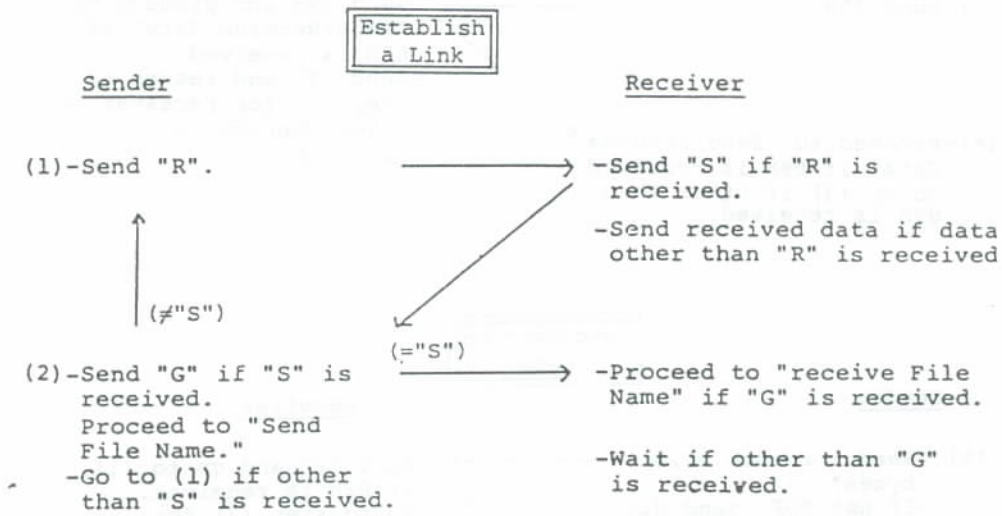 Establish
a Link
Sender
Receiver
(1)-Send "R".
-Send "S" if "R" is
received.
-Send received data if data
other than "R" is received
(≠"S")
(="S")
(2)-Send "G" if "S" is
received.
Proceed to "Send
File Name."
-Go to (1) if other
than "S" is received.
-Proceed to "receive File
Name" if "G" is received.
-Wait if other than "G"
is received.